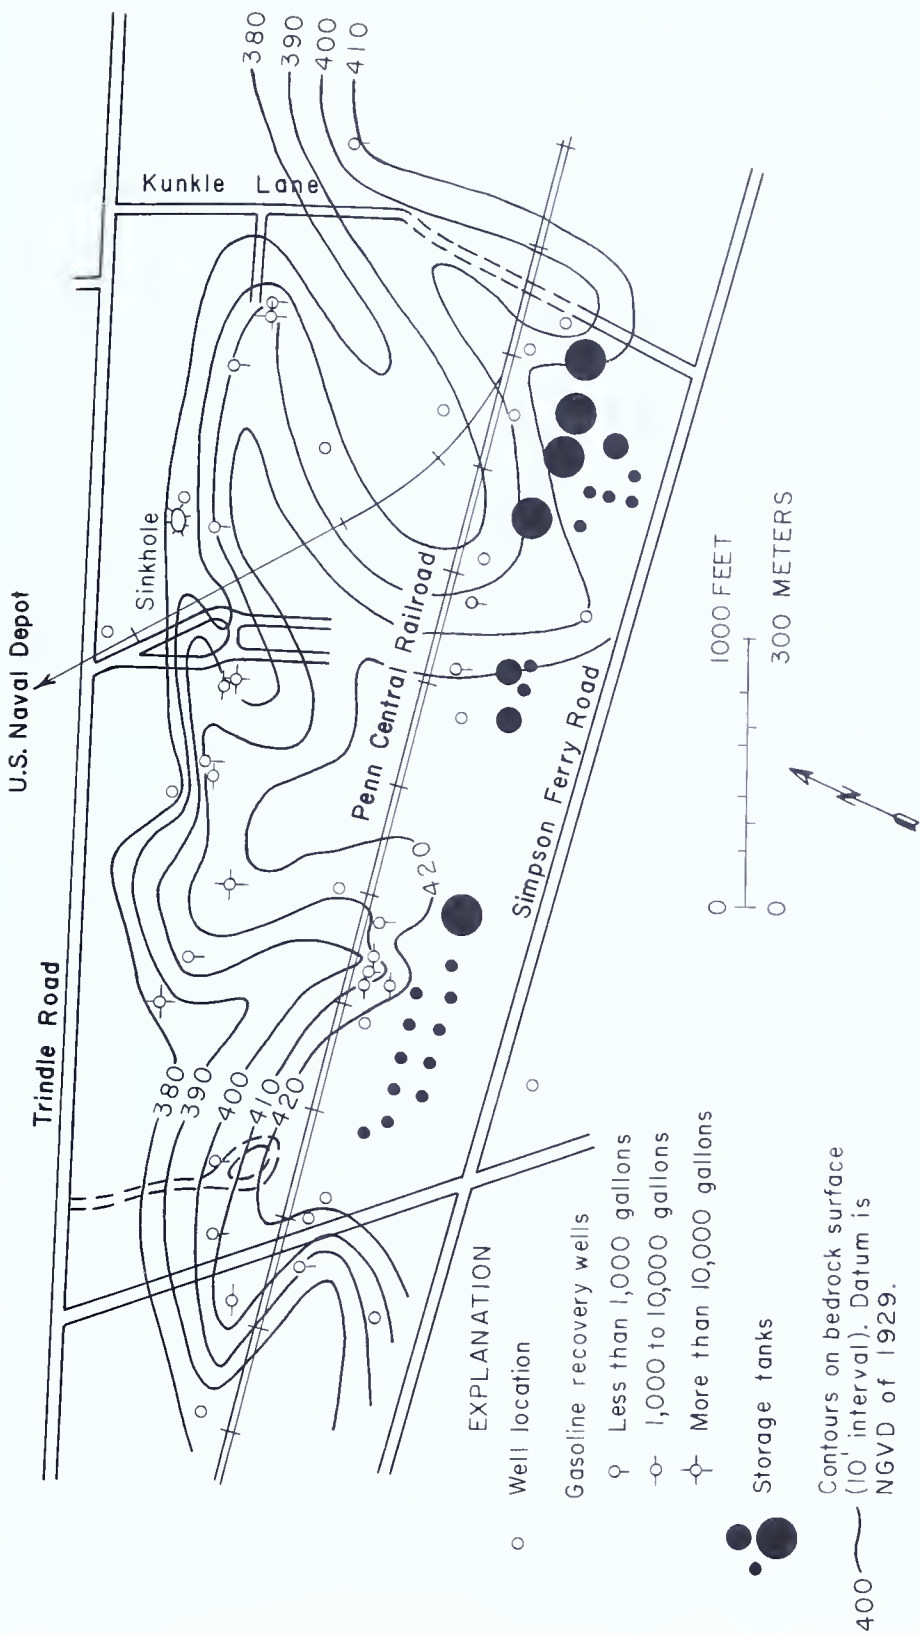 U.S. Naval Depot
Trindle Road
Sinkhole
Kunkle Lane
380
390
400
410
380
390
400
410
420
420
Penn Central Railroad
Simpson Ferry Road
0 1000 FEET
0 300 METERS
N
EXPLANATION
Well location
Gasoline recovery wells
Less than 1,000 gallons
1,000 to 10,000 gallons
More than 10,000 gallons
Storage tanks
400
Contours on bedrock surface
(10' interval). Datum is
NGVD of 1929.